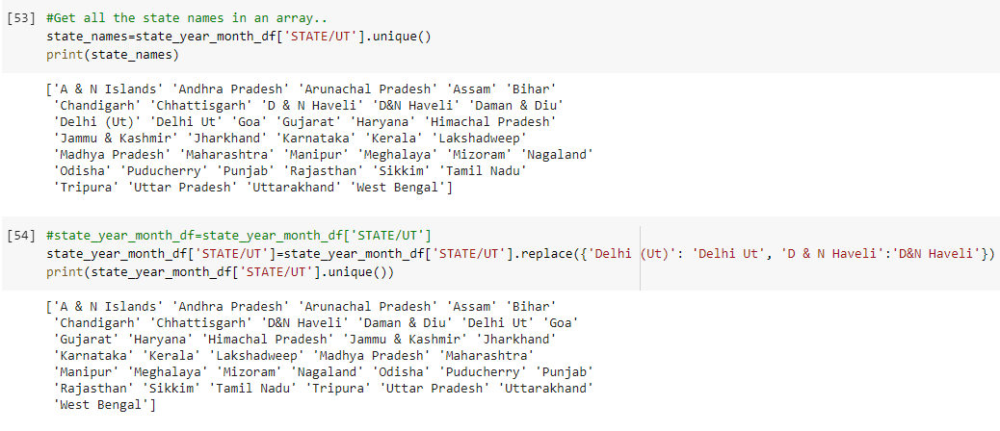 [53] #Get all the state names in an array..
state_names=state_year_month_df['STATE/UT'].unique()
print(state_names)
['A & N Islands' 'Andhra Pradesh' 'Arunachal Pradesh' 'Assam' 'Bihar'
'Chandigarh' 'Chhattisgarh' 'D & N Haveli' 'D&N Haveli' 'Daman & Diu'
'Delhi (Ut)' 'Delhi Ut' 'Goa' 'Gujarat' 'Haryana' 'Himachal Pradesh'
'Jammu & Kashmir' 'Jharkhand' 'Karnataka' 'Kerala' 'Lakshadweep'
'Madhya Pradesh' 'Maharashtra' 'Manipur' 'Meghalaya' 'Mizoram' 'Nagaland'
'Odisha' 'Puducherry' 'Punjab' 'Rajasthan' 'Sikkim' 'Tamil Nadu'
'Tripura' 'Uttar Pradesh' 'Uttarakhand' 'West Bengal']
[54] #state_year_month_df=state_year_month_df['STATE/UT']
state_year_month_df['STATE/UT']=state_year_month_df['STATE/UT'].replace({'Delhi (Ut)': 'Delhi Ut', 'D & N Haveli':'D&N Haveli'})
print(state_year_month_df['STATE/UT'].unique())
['A & N Islands' 'Andhra Pradesh' 'Arunachal Pradesh' 'Assam' 'Bihar'
'Chandigarh' 'Chhattisgarh' 'D&N Haveli' 'Daman & Diu' 'Delhi Ut' 'Goa'
'Gujarat' 'Haryana' 'Himachal Pradesh' 'Jammu & Kashmir' 'Jharkhand'
'Karnataka' 'Kerala' 'Lakshadweep' 'Madhya Pradesh' 'Maharashtra'
'Manipur' 'Meghalaya' 'Mizoram' 'Nagaland' 'Odisha' 'Puducherry' 'Punjab'
'Rajasthan' 'Sikkim' 'Tamil Nadu' 'Tripura' 'Uttar Pradesh' 'Uttarakhand'
'West Bengal']